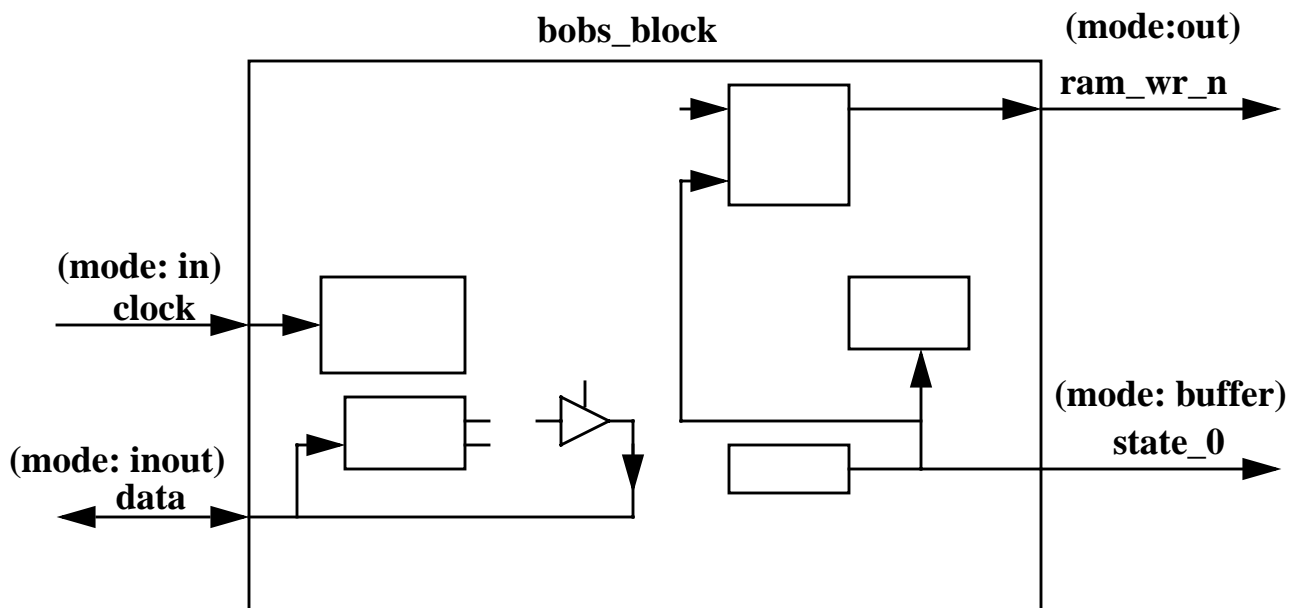 bobs_block
(mode:out)
ram_wr_n
(mode: in)
clock
(mode: buffer)
state_0
(mode: inout)
data